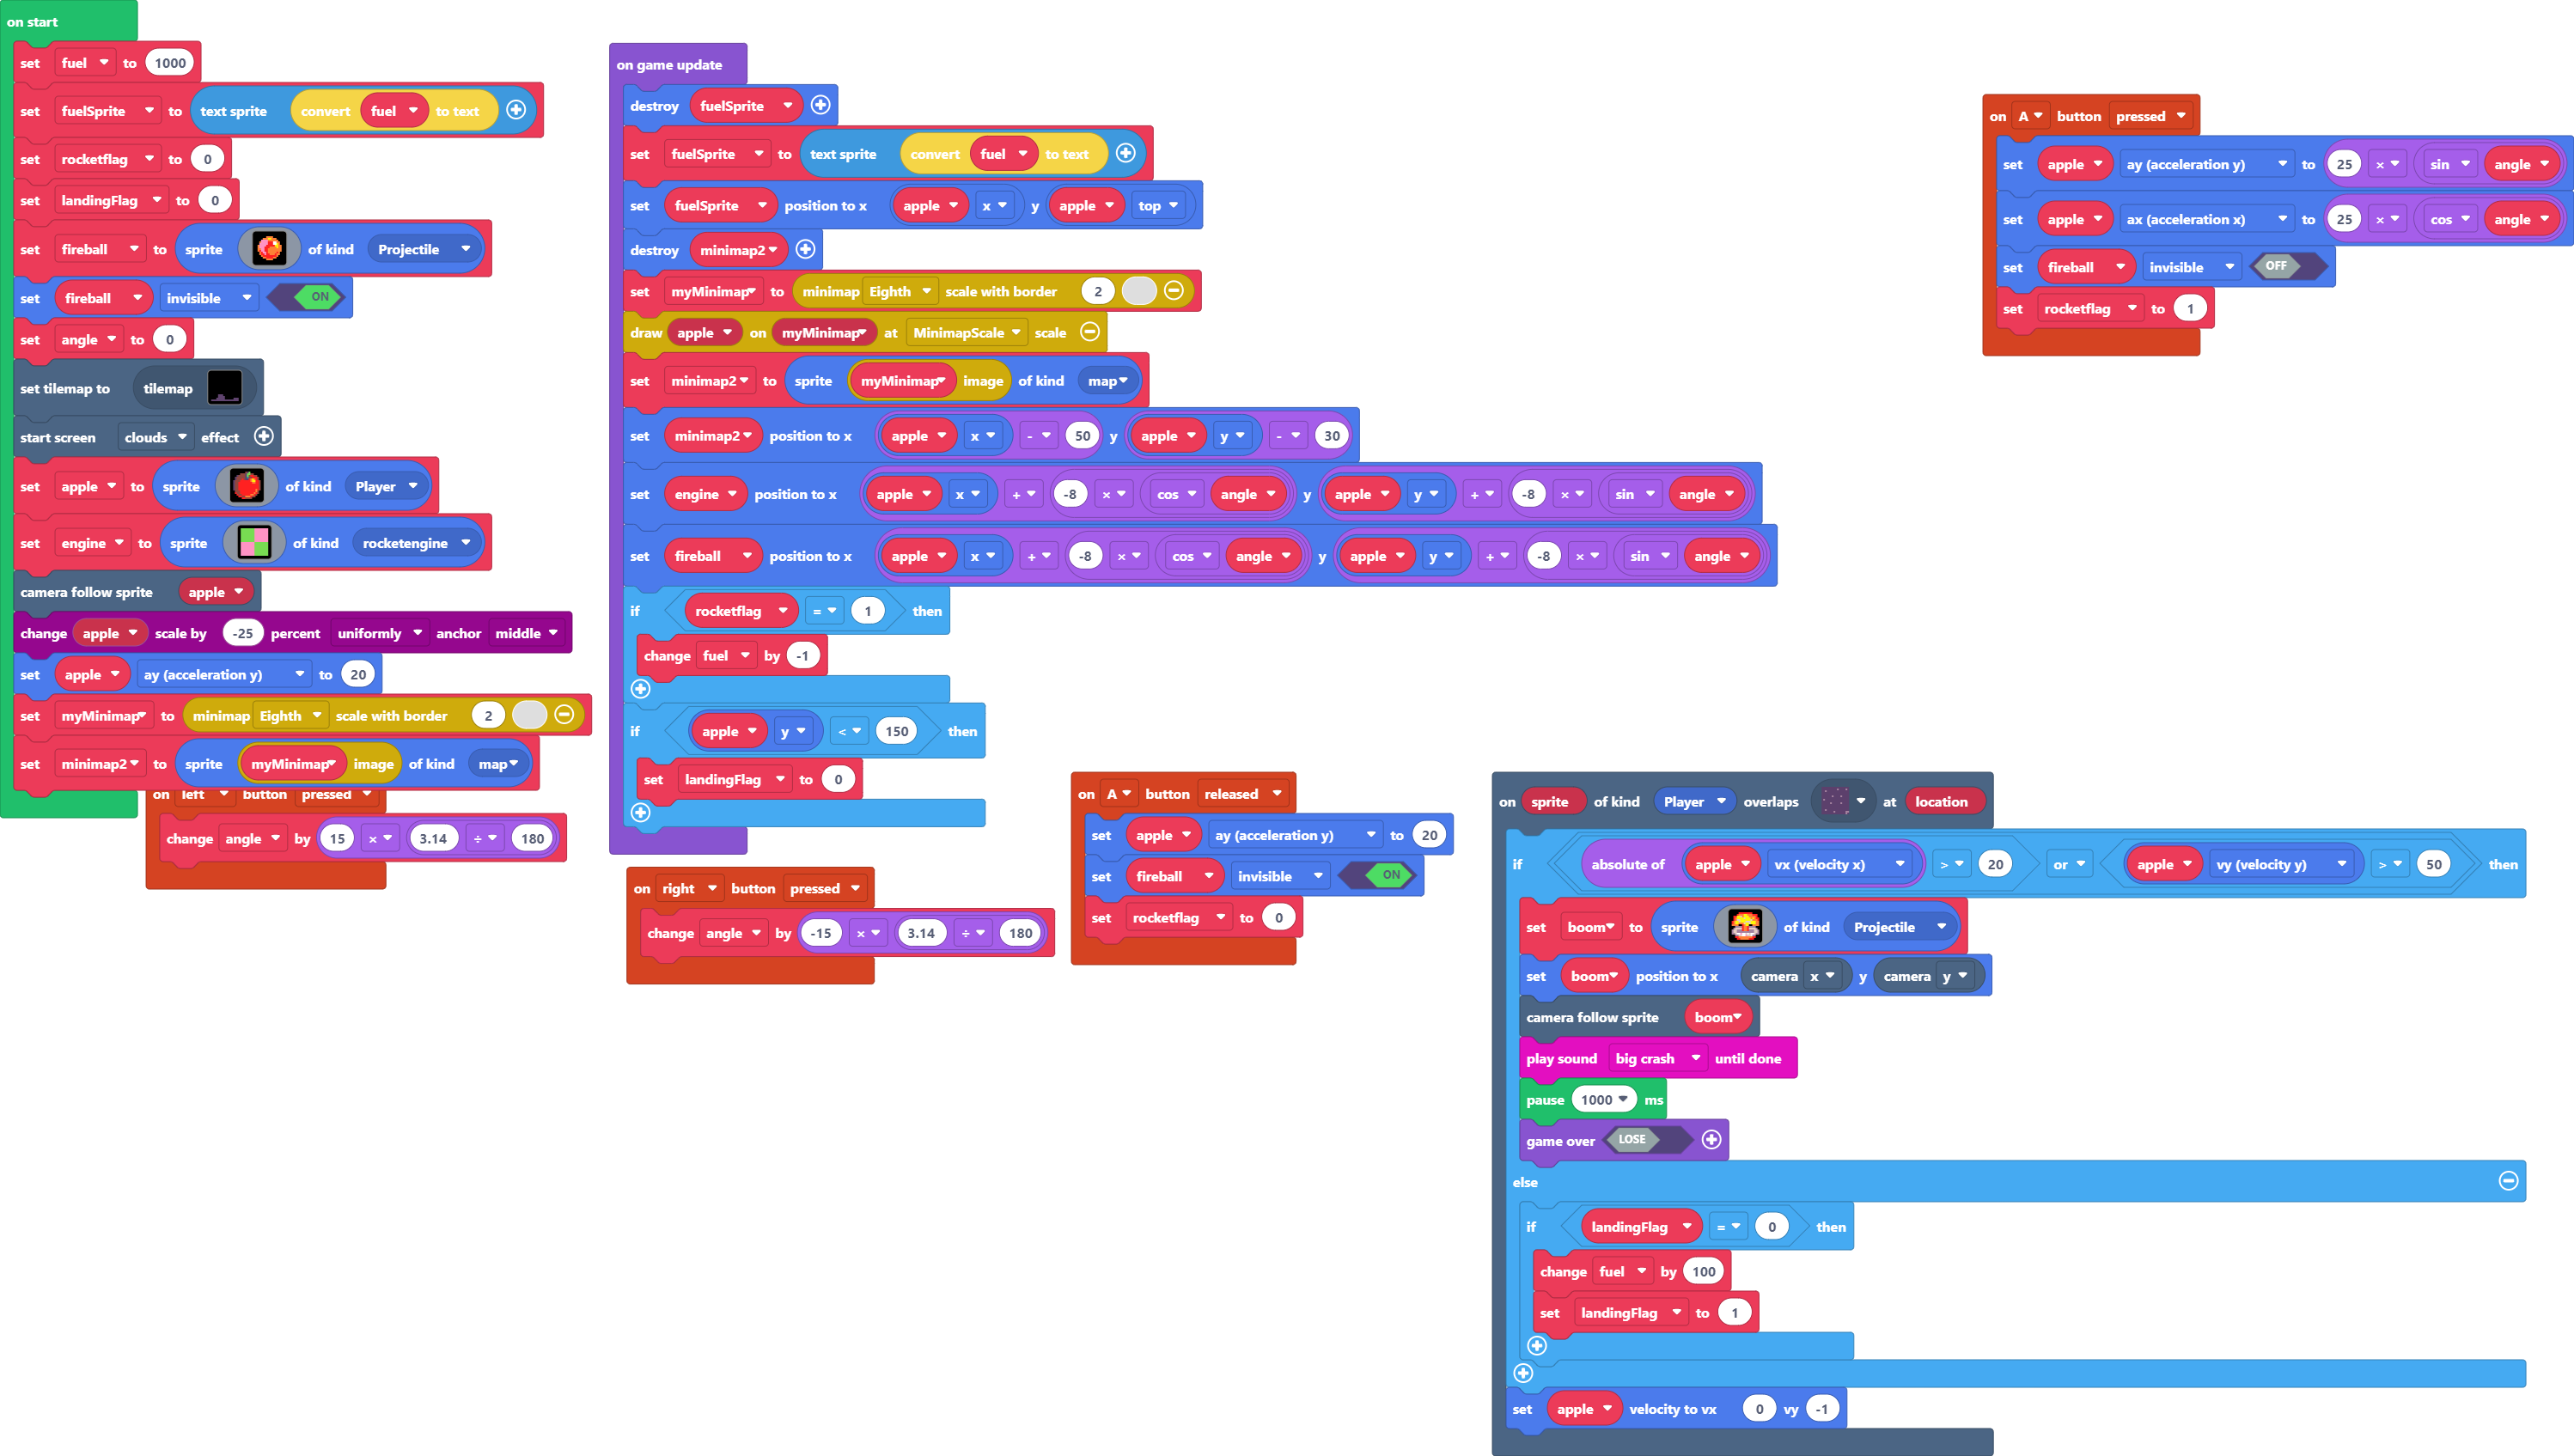 on start
set fuel to 1000
set fuelSprite to text sprite convert fuel to text
set rocketflag to 0
set landingFlag to 0
set fireball to sprite of kind Projectile
set fireball invisible ON
set angle to 0
set tilemap to tilemap
start screen clouds effect
set apple to sprite of kind Player
set engine to sprite of kind rocketengine
camera follow sprite apple
change apple scale by -25 percent uniformly anchor middle
set apple ay (acceleration y) to 20
set myMinimap to minimap Eighth scale with border 2
set minimap2 to sprite myMinimap image of kind map
on left button pressed
change angle by 15 × 3.14 ÷ 180
on game update
destroy fuelSprite
set fuelSprite to text sprite convert fuel to text
set fuelSprite position to x apple x y apple top
destroy minimap2
set myMinimap to minimap Eighth scale with border 2
draw apple on myMinimap at MinimapScale scale
set minimap2 to sprite myMinimap image of kind map
set minimap2 position to x apple x - 50 y apple y - 30
set engine position to x apple x + -8 × cos angle y apple y + -8 × sin angle
set fireball position to x apple x + -8 × cos angle y apple y + -8 × sin angle
if rocketflag = 1 then
change fuel by -1
if apple y < 150 then
set landingFlag to 0
on right button pressed
change angle by -15 × 3.14 ÷ 180
on A button released
set apple ay (acceleration y) to 20
set fireball invisible ON
set rocketflag to 0
on A button pressed
set apple ay (acceleration y) to 25 × sin angle
set apple ax (acceleration x) to 25 × cos angle
set fireball invisible OFF
set rocketflag to 1
on sprite of kind Player overlaps at location
if absolute of apple vx (velocity x) > 20 or apple vy (velocity y) > 50 then
set boom to sprite of kind Projectile
set boom position to x camera x y camera y
camera follow sprite boom
play sound big crash until done
pause 1000 ms
game over LOSE
else
if landingFlag = 0 then
change fuel by 100
set landingFlag to 1
set apple velocity to vx 0 vy -1